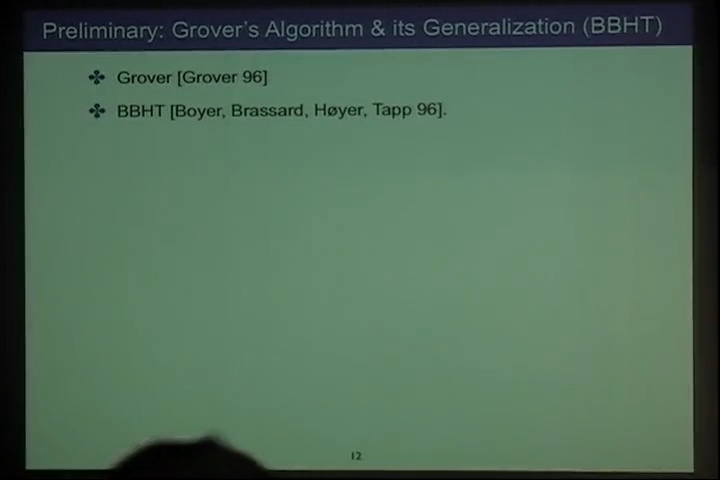 Preliminary: Grover's Algorithm & its Generalization (BBHT)
Grover [Grover 96]
BBHT [Boyer, Brassard, Høyer, Tapp 96].
12